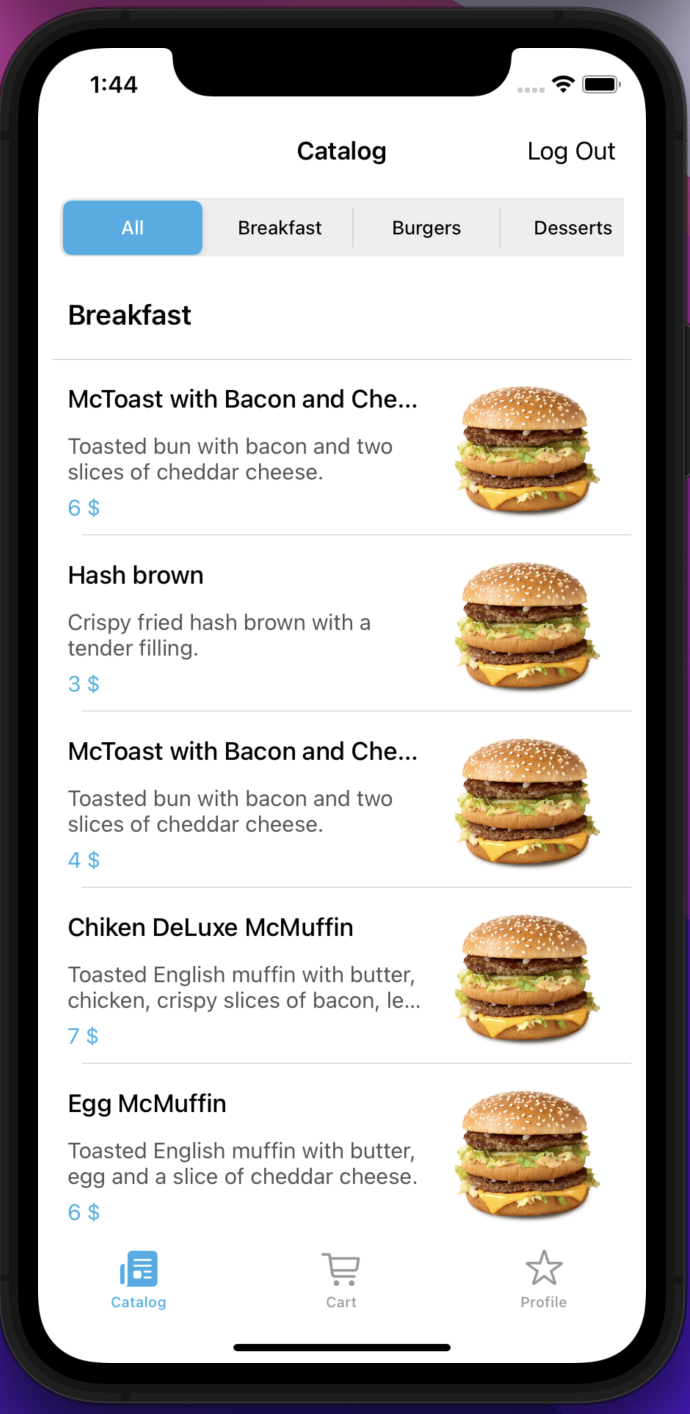 1:44
Catalog
Log Out
All
Breakfast
Burgers
Desserts
Breakfast
McToast with Bacon and Che...
Toasted bun with bacon and two
slices of cheddar cheese.
6 $
Hash brown
Crispy fried hash brown with a
tender filling.
3 $
McToast with Bacon and Che...
Toasted bun with bacon and two
slices of cheddar cheese.
4 $
Chiken DeLuxe McMuffin
Toasted English muffin with butter,
chicken, crispy slices of bacon, le...
7 $
Egg McMuffin
Toasted English muffin with butter,
egg and a slice of cheddar cheese.
6 $
Catalog
Cart
Profile